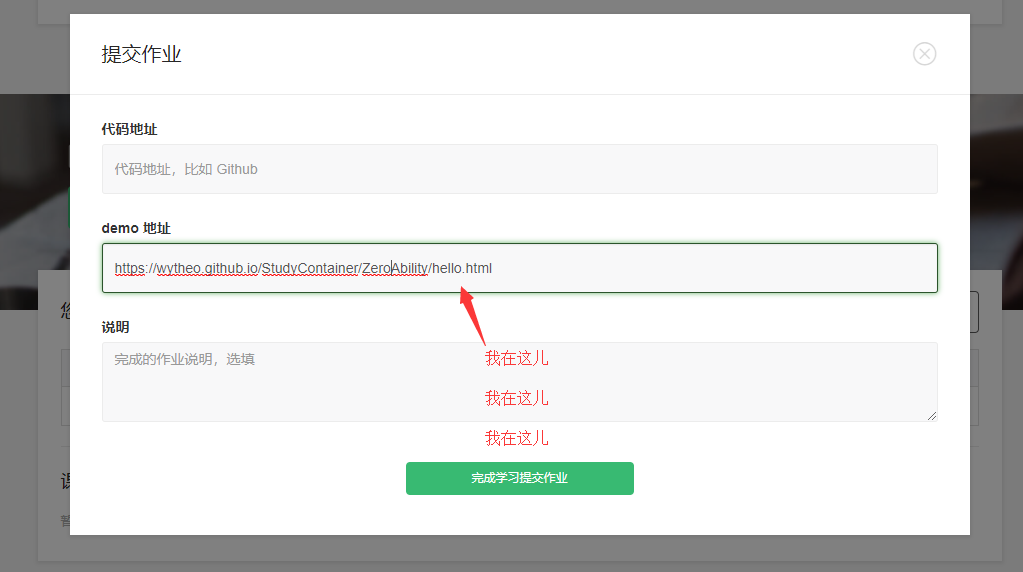 提交作业
代码地址
代码地址，比如 Github
demo 地址
https://wytheo.github.io/StudyContainer/ZeroAbility/hello.html
说明
完成的作业说明，选填
我在这儿
我在这儿
我在这儿
完成学习提交作业
您
课
暂